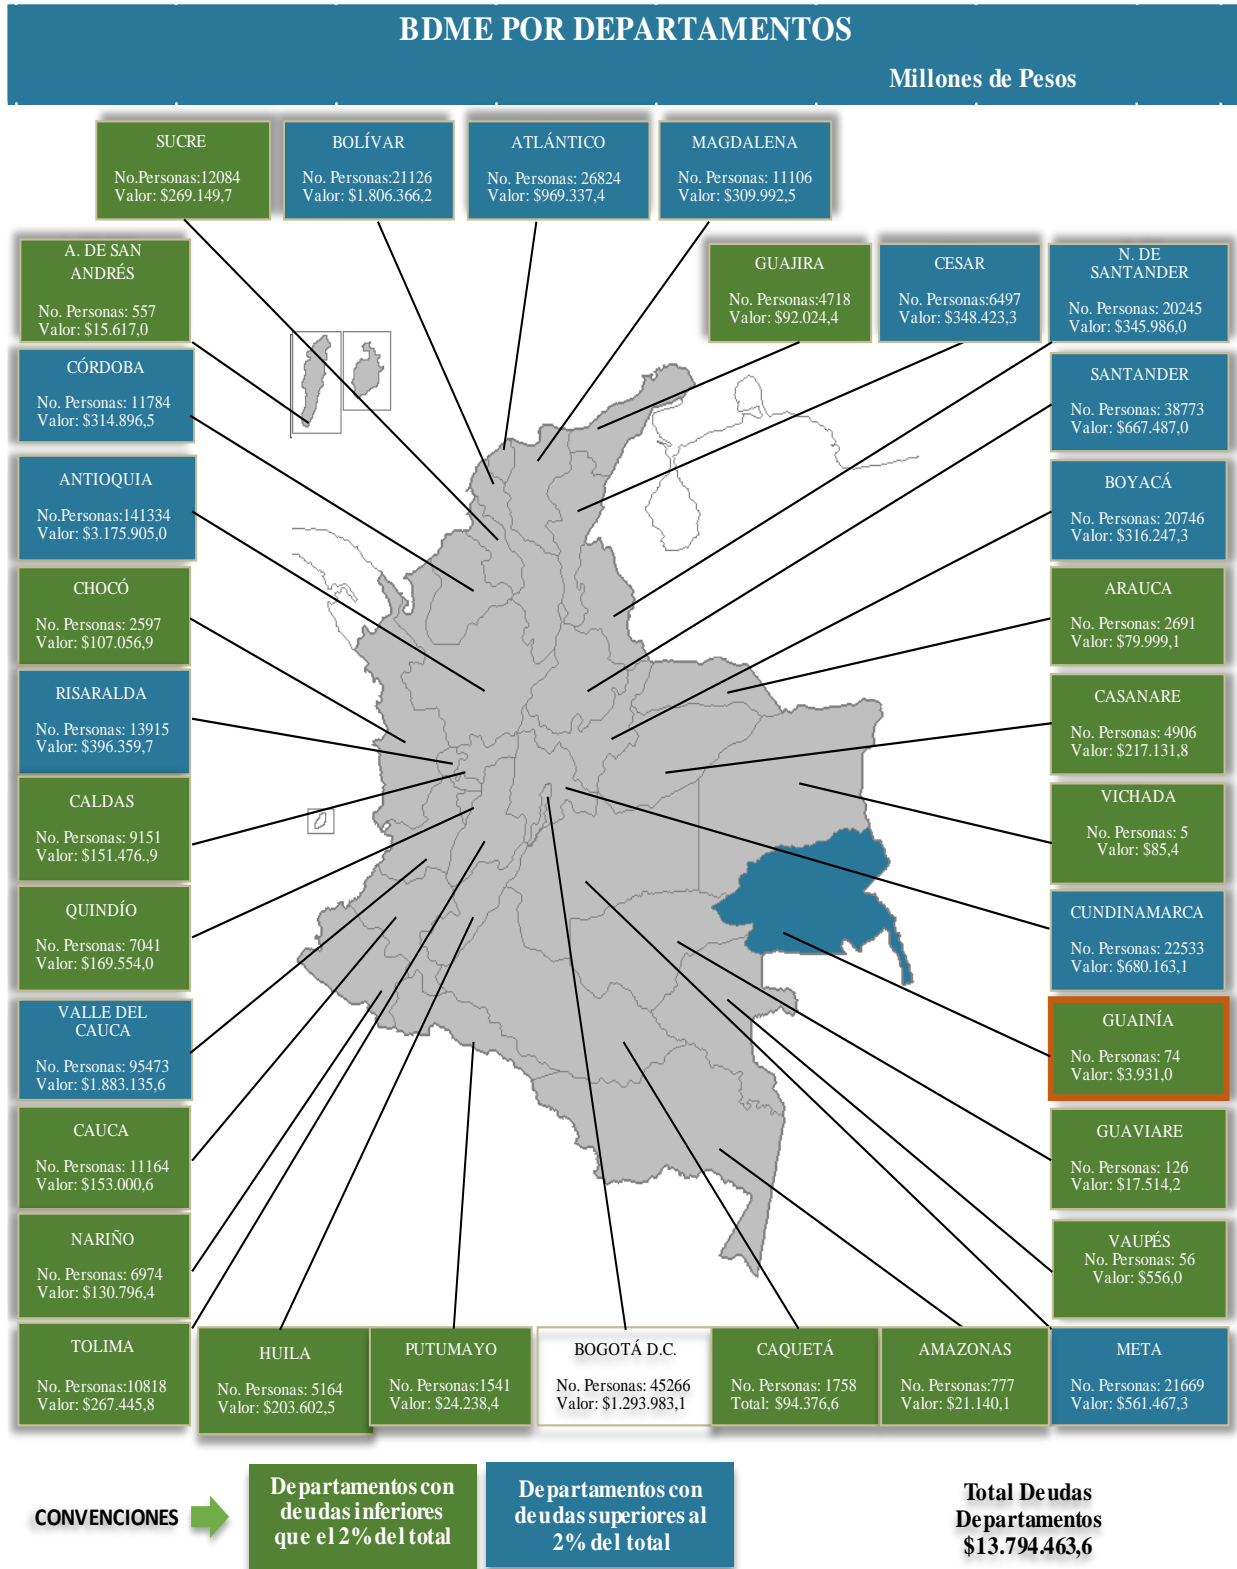 BDME POR DEPARTAMENTOS
Millones de Pesos
SUCRE
No.Personas:12084
Valor: $269.149,7
BOLÍVAR
No. Personas:21126
Valor: $1.806.366,2
ATLÁNTICO
No. Personas: 26824
Valor: $969.337,4
MAGDALENA
No. Personas: 11106
Valor: $309.992,5
A. DE SAN
ANDRÉS
No. Personas: 557
Valor: $15.617,0
GUAJIRA
No. Personas:4718
Valor: $92.024,4
CESAR
No. Personas:6497
Valor: $348.423,3
N. DE
SANTANDER
No. Personas: 20245
Valor: $345.986,0
CÓRDOBA
No. Personas: 11784
Valor: $314.896,5
SANTANDER
No. Personas: 38773
Valor: $667.487,0
ANTIOQUIA
No.Personas:141334
Valor: $3.175.905,0
BOYACÁ
No. Personas: 20746
Valor: $316.247,3
CHOCÓ
No. Personas: 2597
Valor: $107.056,9
ARAUCA
No. Personas: 2691
Valor: $79.999,1
RISARALDA
No. Personas: 13915
Valor: $396.359,7
CASANARE
No. Personas: 4906
Valor: $217.131,8
CALDAS
No. Personas: 9151
Valor: $151.476.,9
VICHADA
No. Personas: 5
Valor: $85,4
QUINDÍO
No. Personas: 7041
Valor: $169.554,0
CUNDINAMARCA
No. Personas: 22533
Valor: $680.163,1
VALLE DEL
CAUCA
No. Personas: 95473
Valor: $1.883.135,6
GUAINÍA
No. Personas: 74
Valor: $3.931,0
CAUCA
No. Personas: 11164
Valor: $153.000,6
GUAVIARE
No. Personas: 126
Valor: $17.514,2
NARIÑO
No. Personas: 6974
Valor: $130.796,4
VAUPÉS
No. Personas: 56
Valor: $556,0
TOLIMA
No. Personas:10818
Valor: $267.445,8
HUILA
No. Personas: 5164
Valor: $203.602,5
PUTUMAYO
No. Personas:1541
Valor: $24.238,4
BOGOTÁ D.C.
No. Personas: 45266
Valor: $1.293.983,1
CAQUETÁ
No. Personas: 1758
Total: $94.376,6
AMAZONAS
No. Personas:777
Valor: $21.140,1
META
No. Personas: 21669
Valor: $561.467,3
CONVENCIONES
Departamentos con
deudas inferiores
que el 2% del total
Departamentos con
deudas superiores al
2% del total
Total Deudas
Departamentos
$13.794.463,6